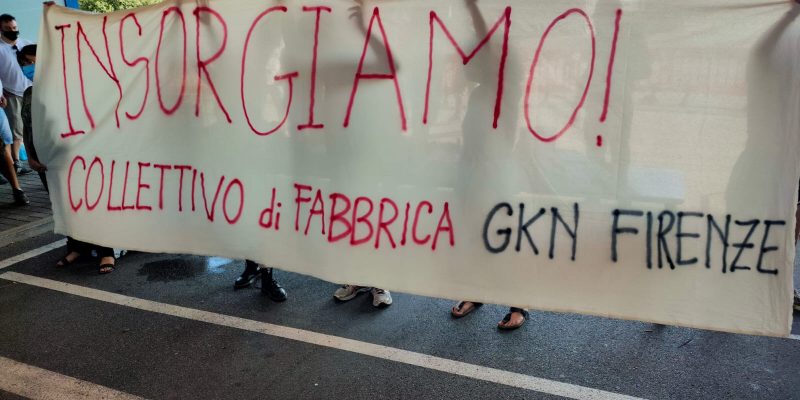 INSORGIAMO!
COLLETTIVO di FABBRICA GKN FIRENZE